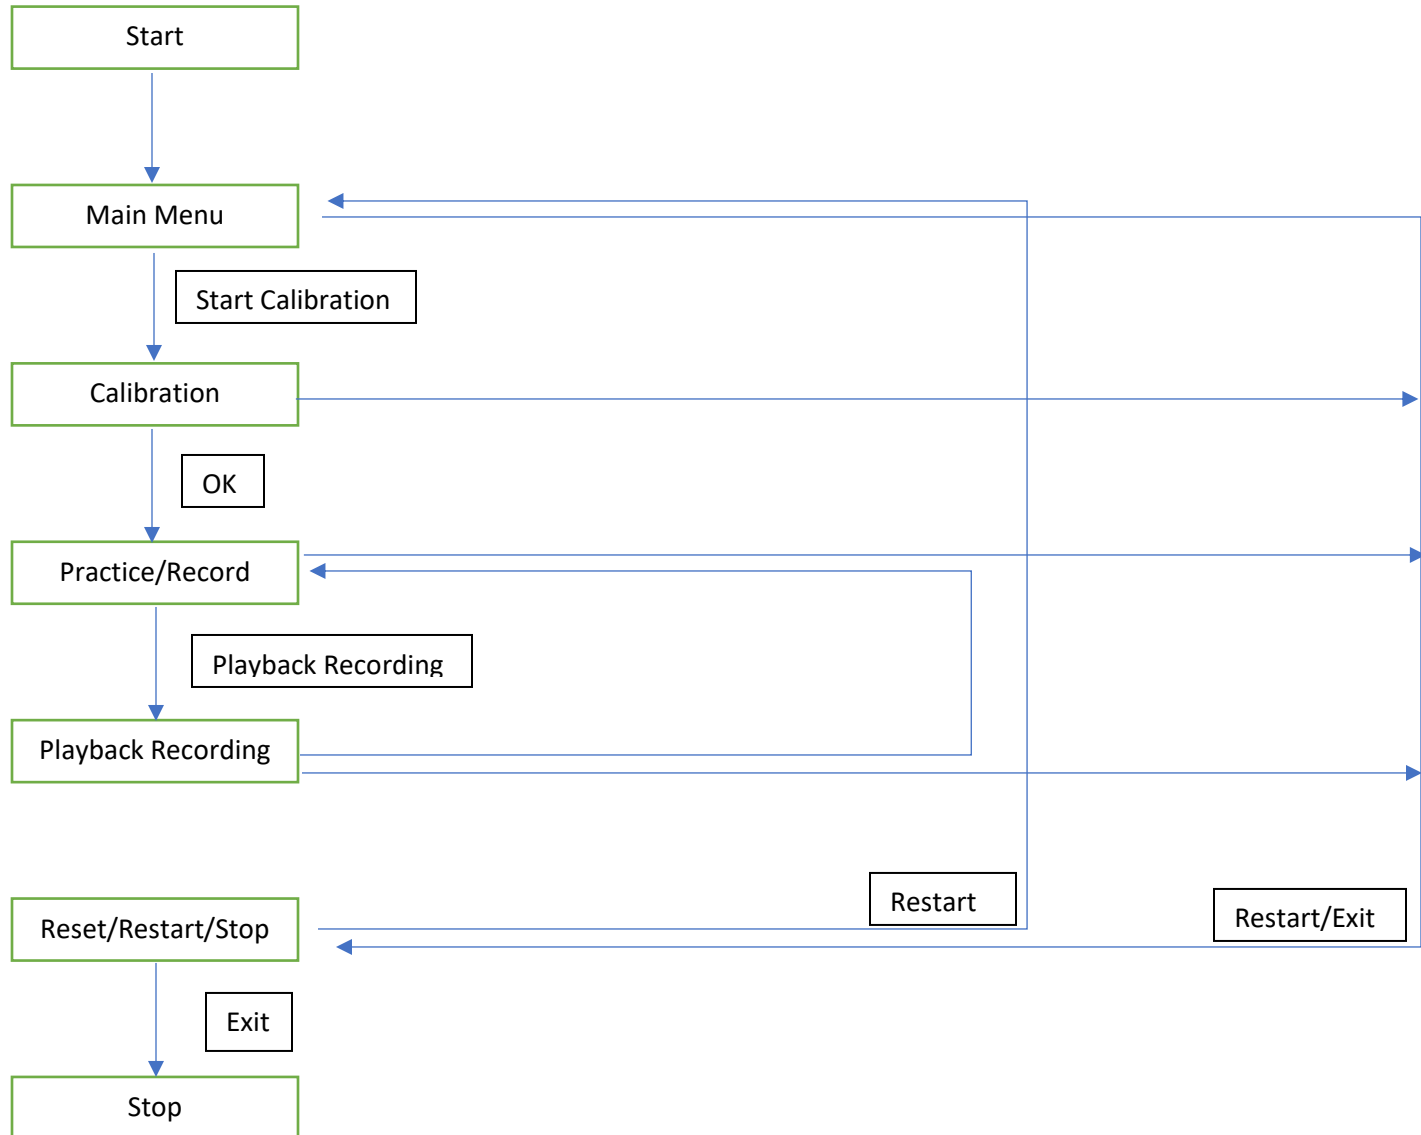 Start
Main Menu
Start Calibration
Calibration
OK
Practice/Record
Playback Recording
Playback Recording
Restart
Restart/Exit
Reset/Restart/Stop
Exit
Stop